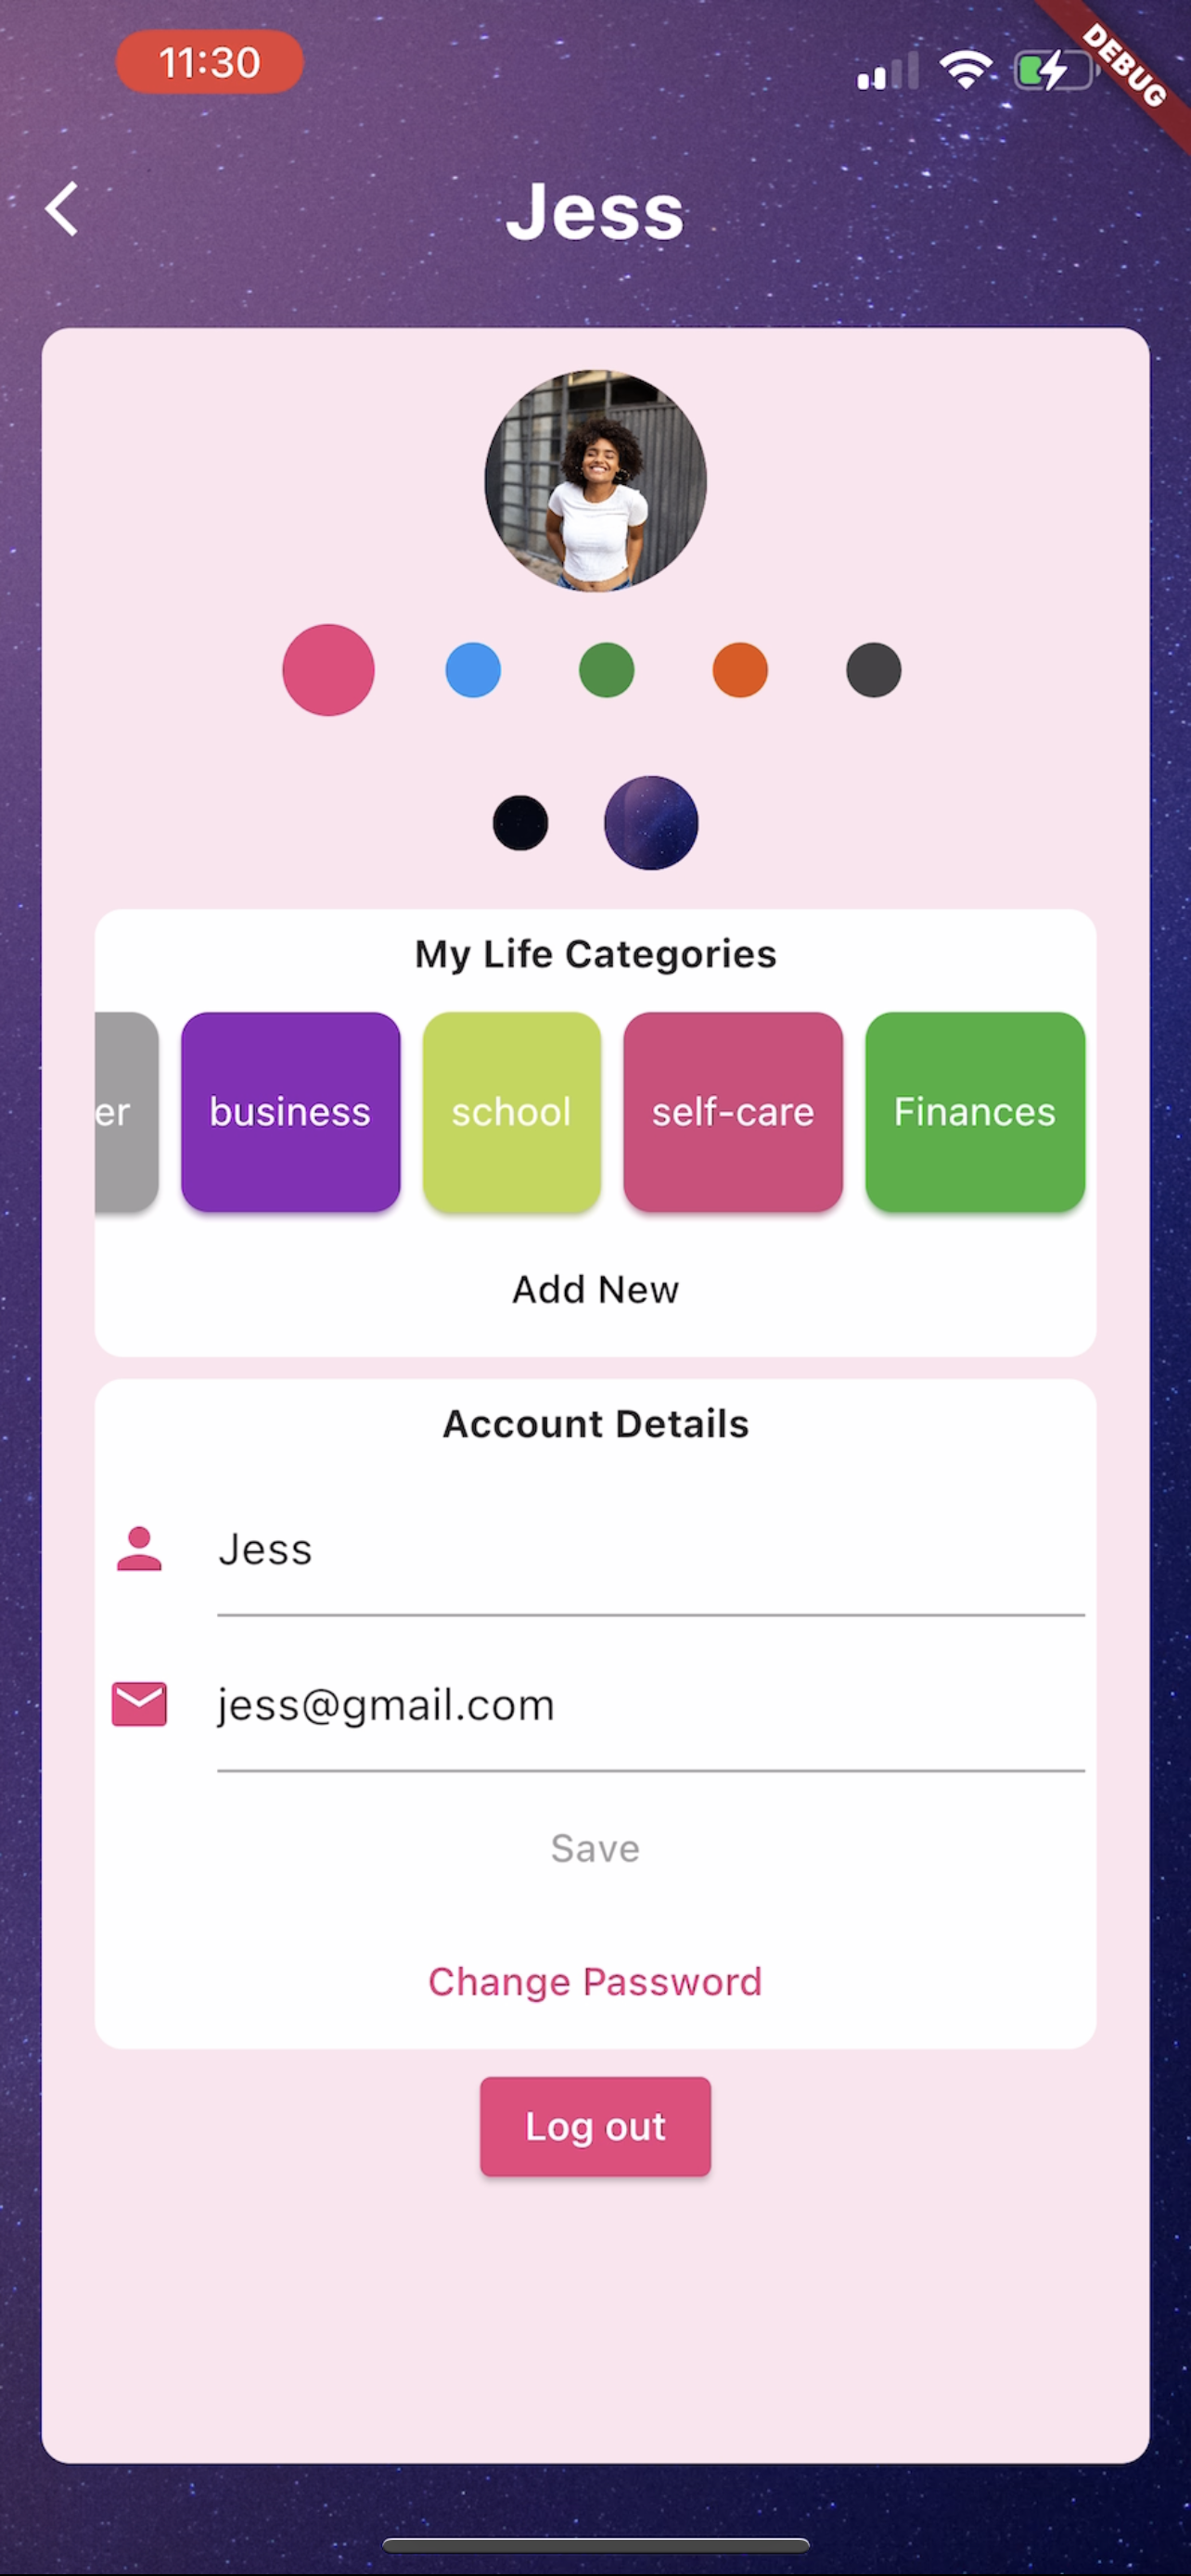 11:30
DEBUG
Jess
My Life Categories
er business school self-care Finances
Add New
Account Details
Jess
jess@gmail.com
Save
Change Password
Log out